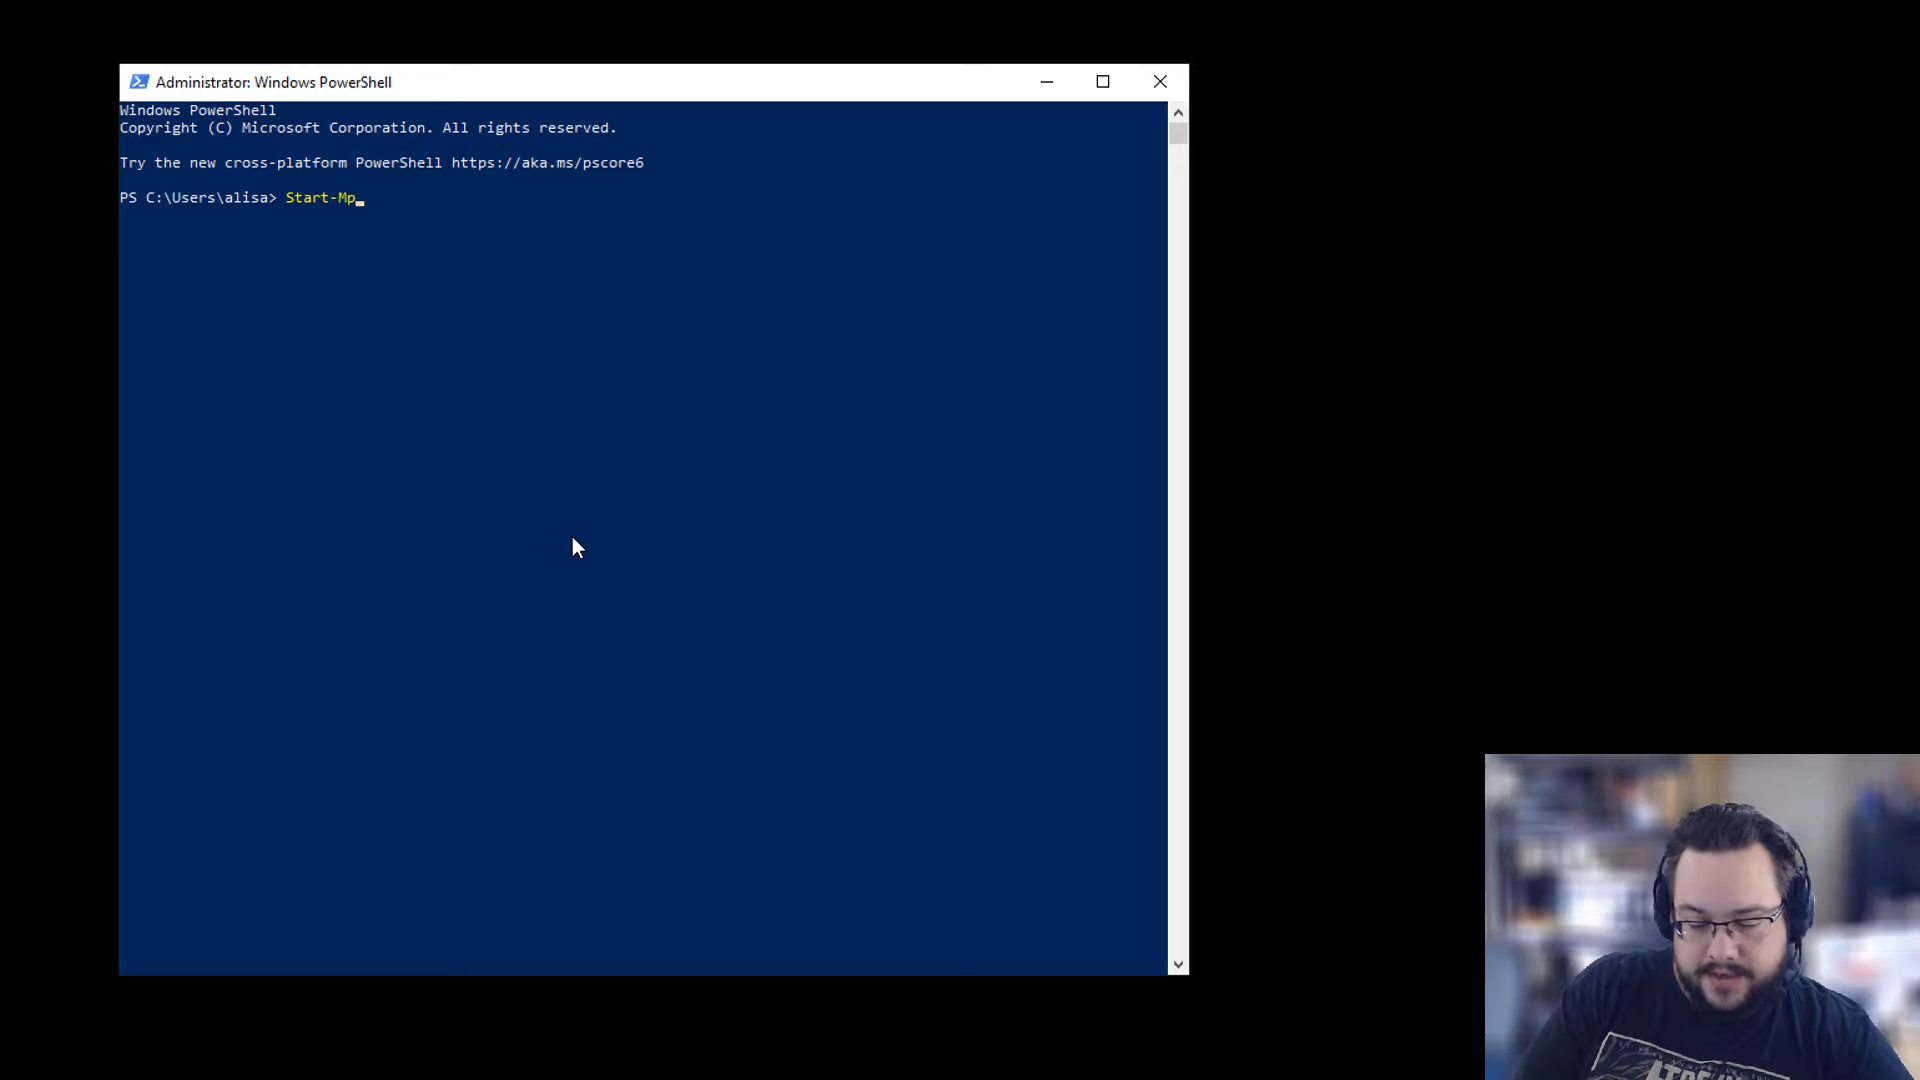 Administrator: Windows PowerShell
Windows PowerShell
Copyright (C) Microsoft Corporation. All rights reserved.
Try the new cross-platform PowerShell https://aka.ms/pscore6
PS C:\Users\alisa> Start-Mp